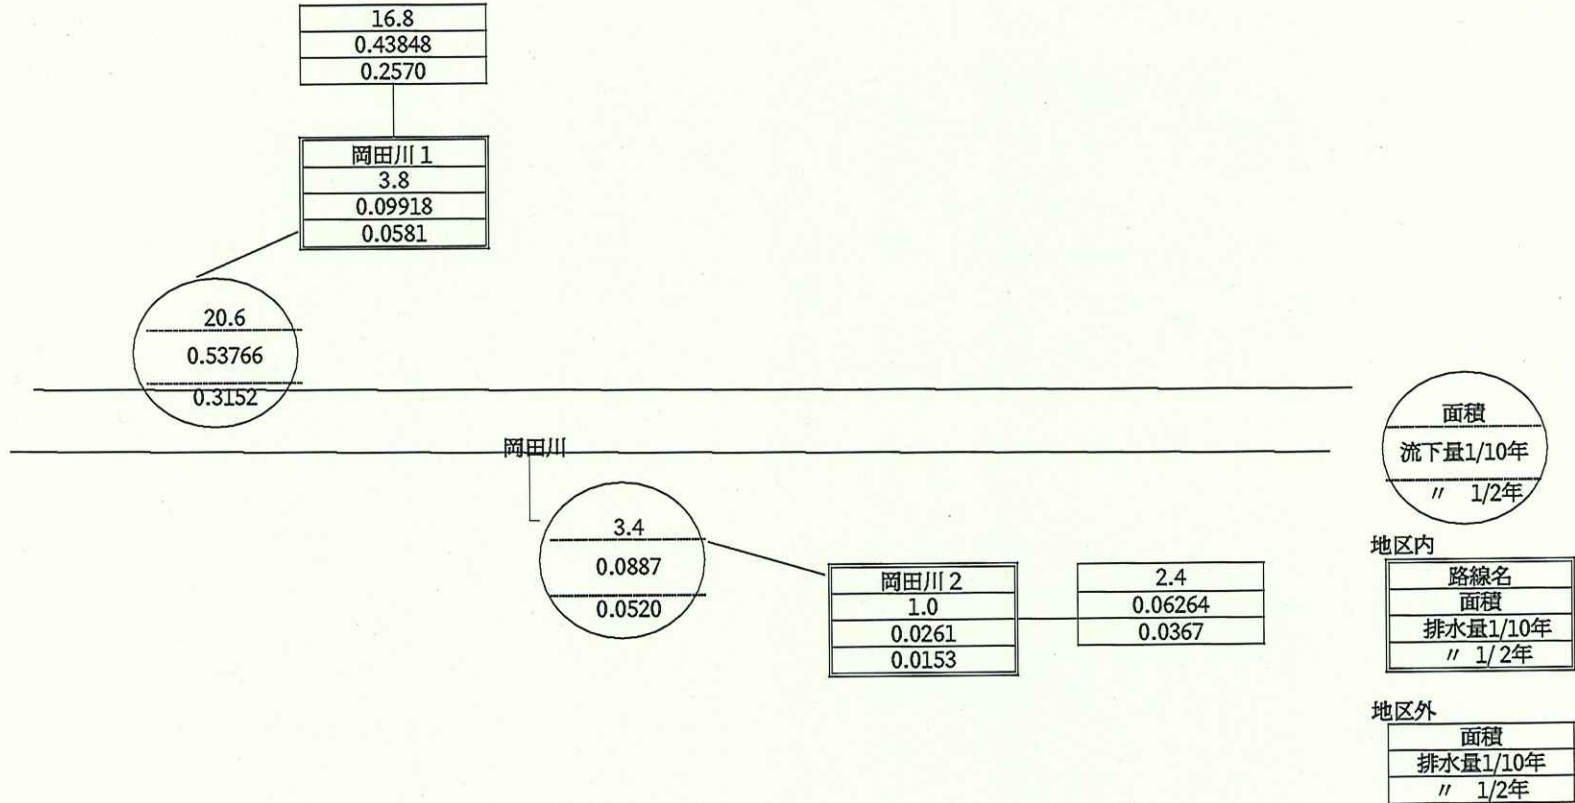 16.8
0.43848
0.2570
岡田川1
3.8
0.09918
0.0581
20.6
0.53766
0.3152
岡田川
3.4
0.0887
0.0520
岡田川2
1.0
0.0261
0.0153
2.4
0.06264
0.0367
面積
流下量1/10年
〃 1/2年
地区内
路線名
面積
排水量1/10年
〃 1/2年
地区外
面積
排水量1/10年
〃 1/2年